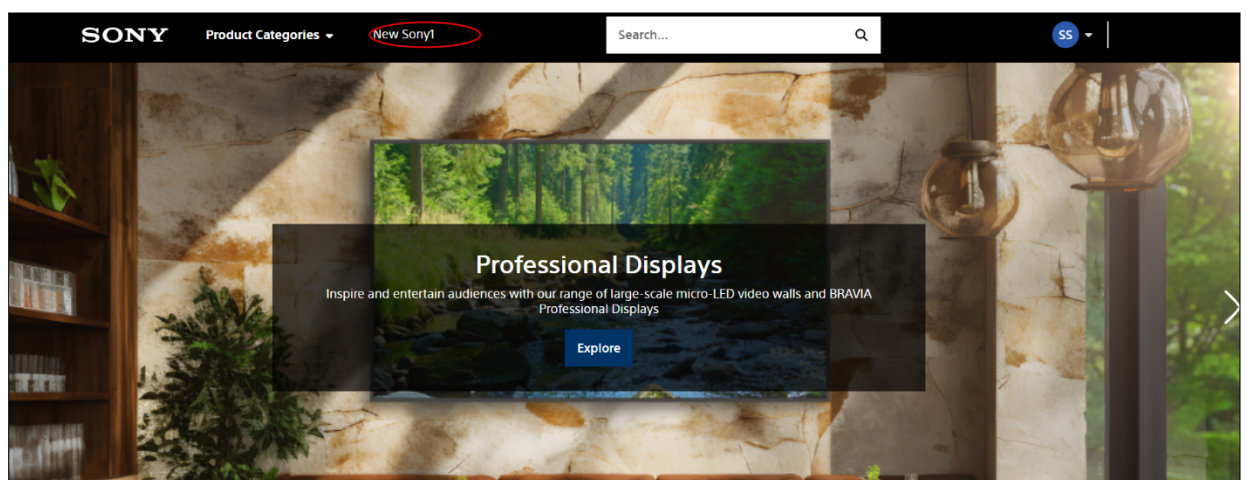 SONY Product Categories New Sony1 Search... SS
Professional Displays
Inspire and entertain audiences with our range of large-scale micro-LED video walls and BRAVIA
Professional Displays
Explore